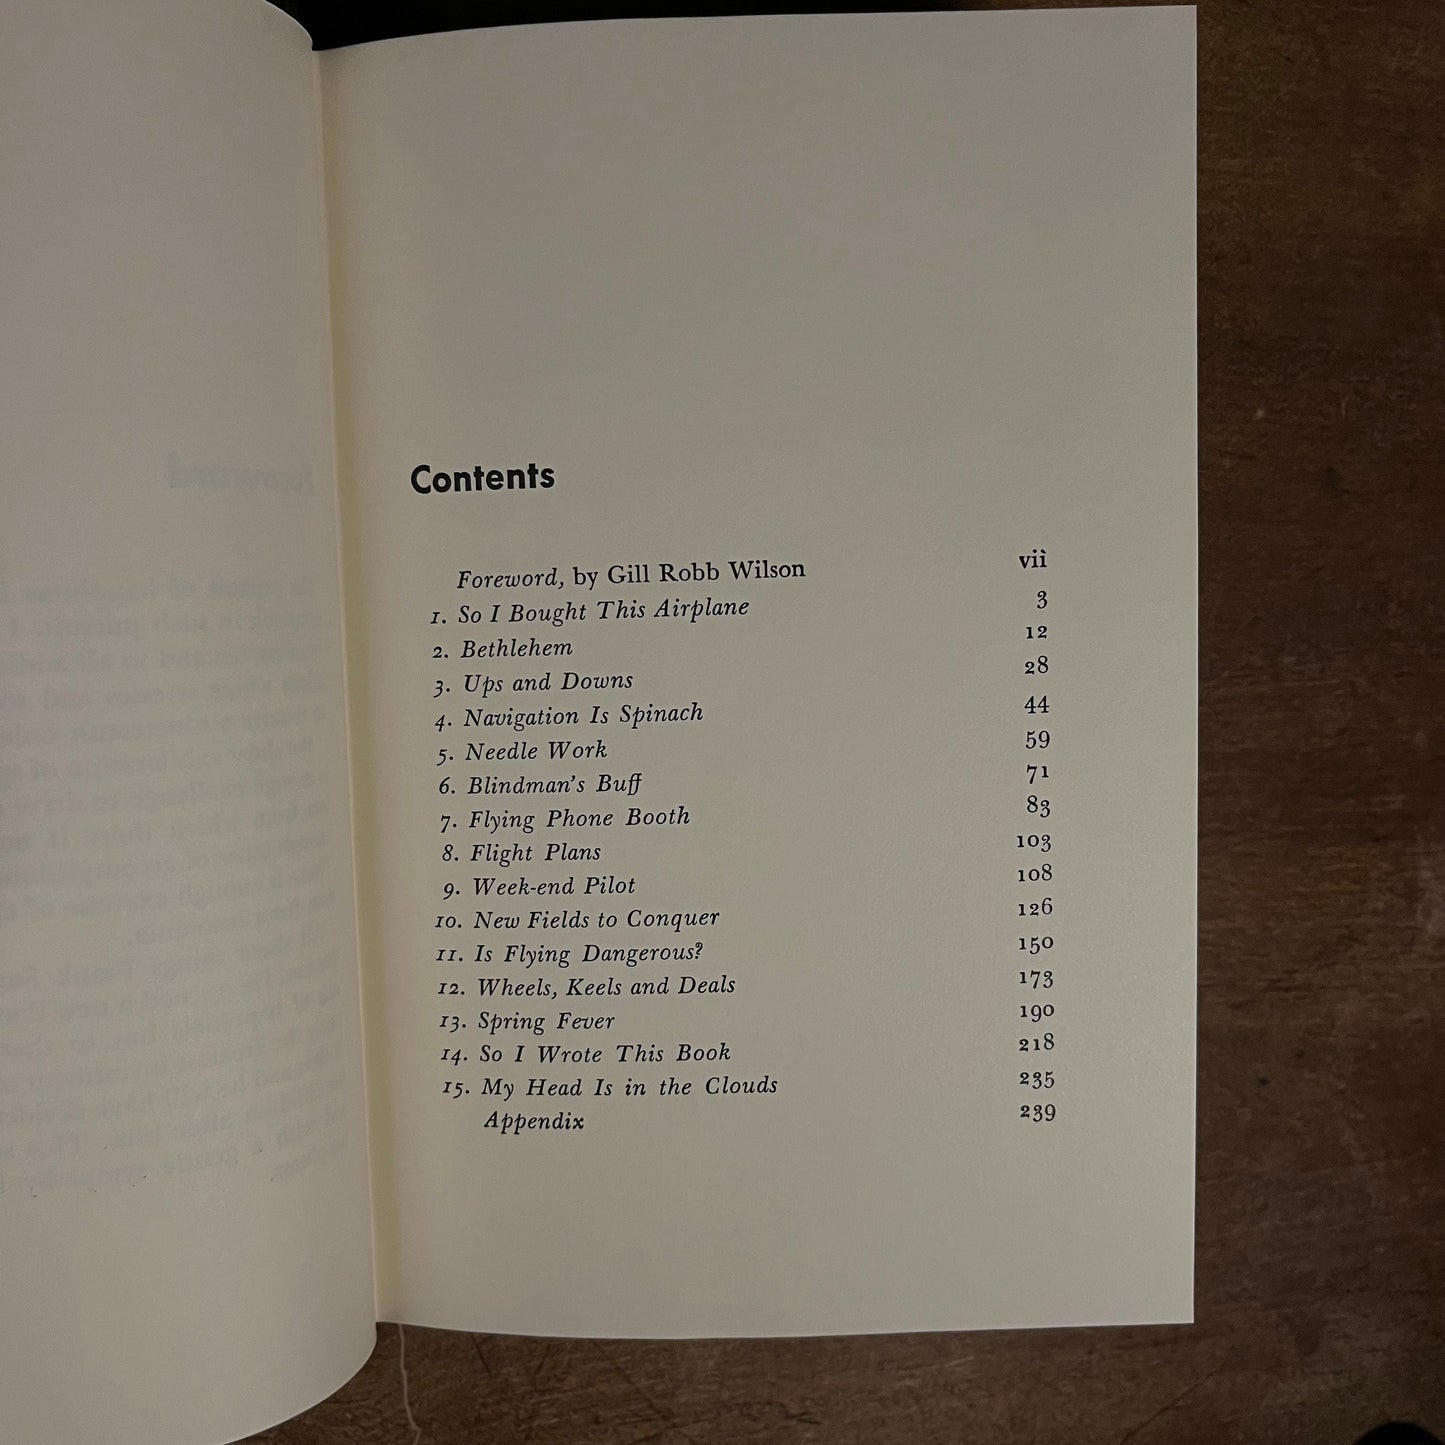 Contents
Foreword, by Gill Robb Wilson vii
1. So I Bought This Airplane 3
2. Bethlehem 12
3. Ups and Downs 28
4. Navigation Is Spinach 44
5. Needle Work 59
6. Blindman's Buff 71
7. Flying Phone Booth 83
8. Flight Plans 103
9. Week-end Pilot 108
10. New Fields to Conquer 126
11. Is Flying Dangerous? 150
12. Wheels, Keels and Deals 173
13. Spring Fever 190
14. So I Wrote This Book 218
15. My Head Is in the Clouds 235
Appendix 239